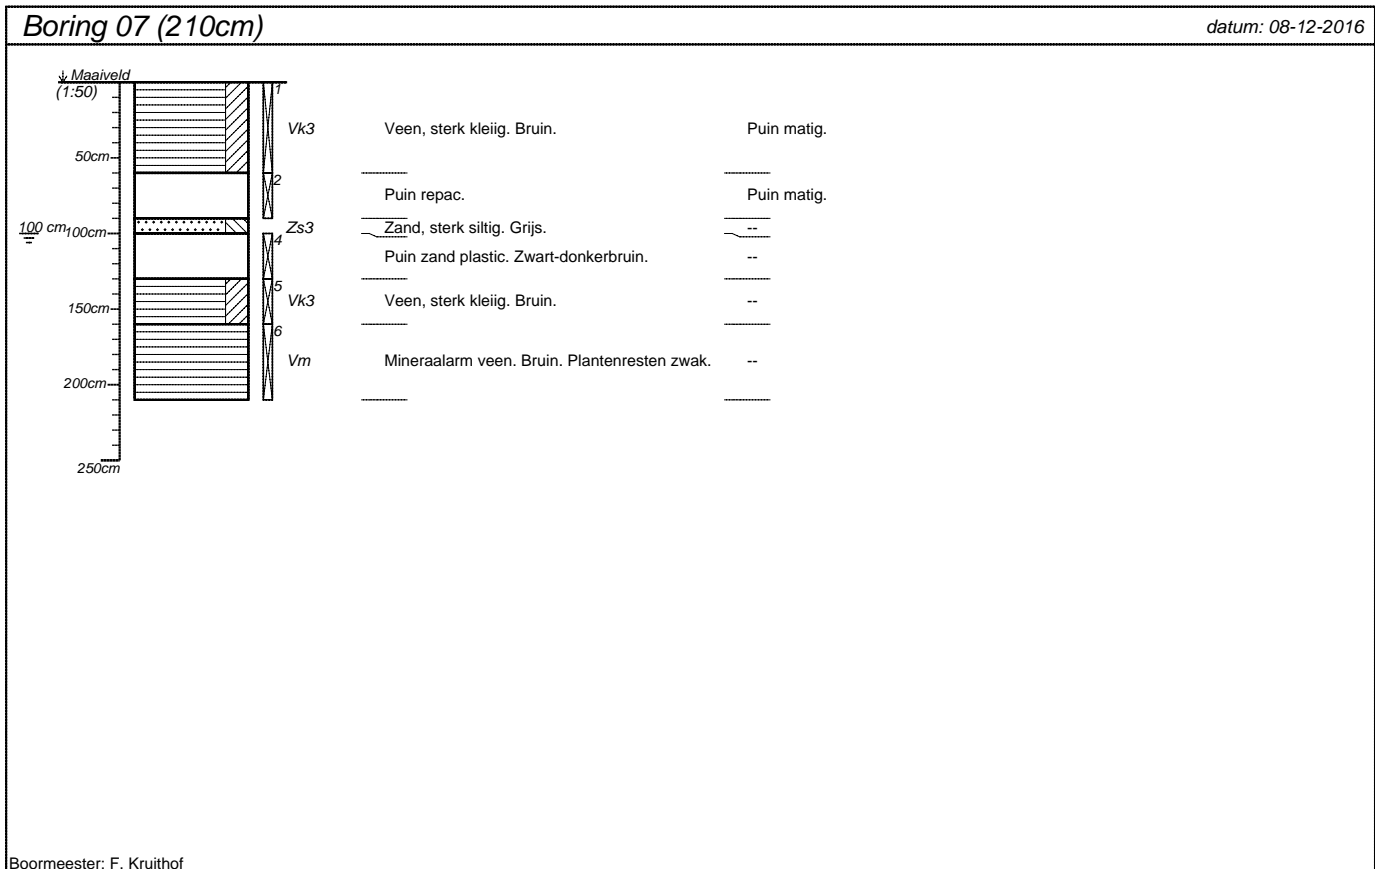 Boring 07 (210cm) datum: 08-12-2016
Maaiveld
(1:50) 1
Vk3 Veen, sterk kleiig. Bruin. Puin matig.
50cm
2
Puin repac. Puin matig.
100 cm 100cm Zs3 Zand, sterk siltig. Grijs. --
4
Puin zand plastic. Zwart-donkerbruin. --
5
150cm Vk3 Veen, sterk kleiig. Bruin. --
6
Vm Mineraalarm veen. Bruin. Plantenresten zwak. --
200cm
250cm
Boormeester: F. Kruithof